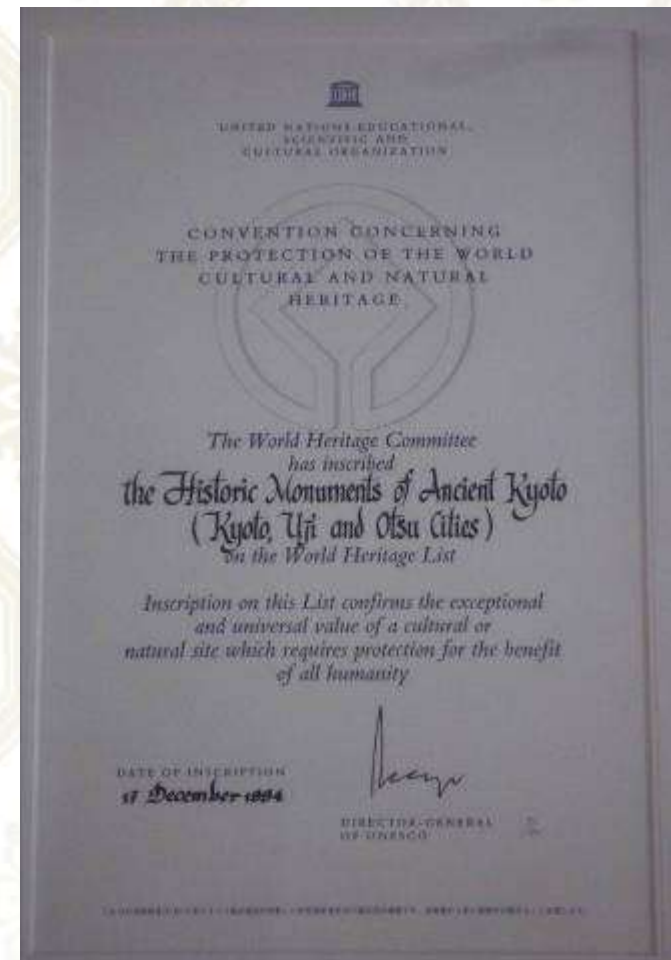 UNITED NATIONS EDUCATIONAL,
SCIENTIFIC AND
CULTURAL ORGANIZATION
CONVENTION CONCERNING
THE PROTECTION OF THE WORLD
CULTURAL AND NATURAL
HERITAGE
The World Heritage Committee
has inscribed
the Historic Monuments of Ancient Kyoto
(Kyoto, Uji and Otsu Cities)
on the World Heritage List
Inscription on this List confirms the exceptional
and universal value of a cultural or
natural site which requires protection for the benefit
of all humanity
DATE OF INSCRIPTION
17 December 1994
DIRECTOR-GENERAL
OF UNESCO